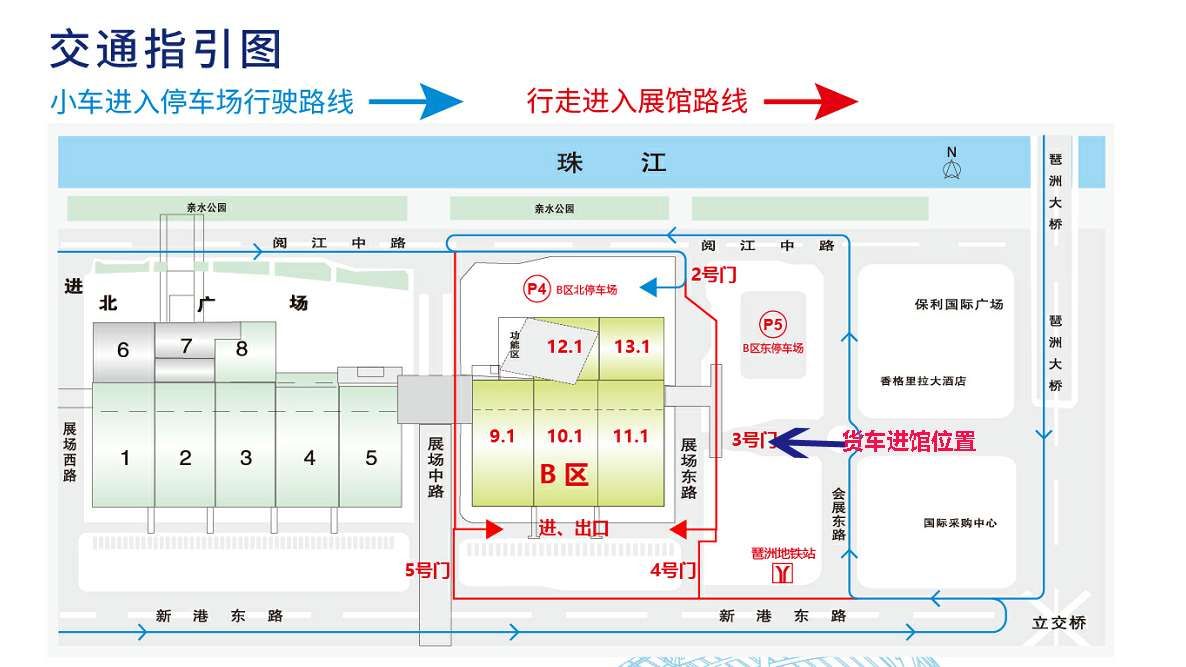 交通指引图
小车进入停车场行驶路线
行走进入展馆路线
珠 江
N
琶洲大桥
亲水公园
亲水公园
阅 江 中 路
阅 江 中 路
进
北 广 场
P4 B区北停车场
2号门
保利国际广场
P5
B区东停车场
琶洲大桥
6
7
8
功能区
12.1
13.1
香格里拉大酒店
展场西路
1
2
3
4
5
展场中路
9.1
10.1
11.1
B 区
展场东路
3号门
货车进馆位置
会展东路
国际采购中心
进、出口
5号门
4号门
琶洲地铁站
新 港 东 路
新 港 东 路
立交桥